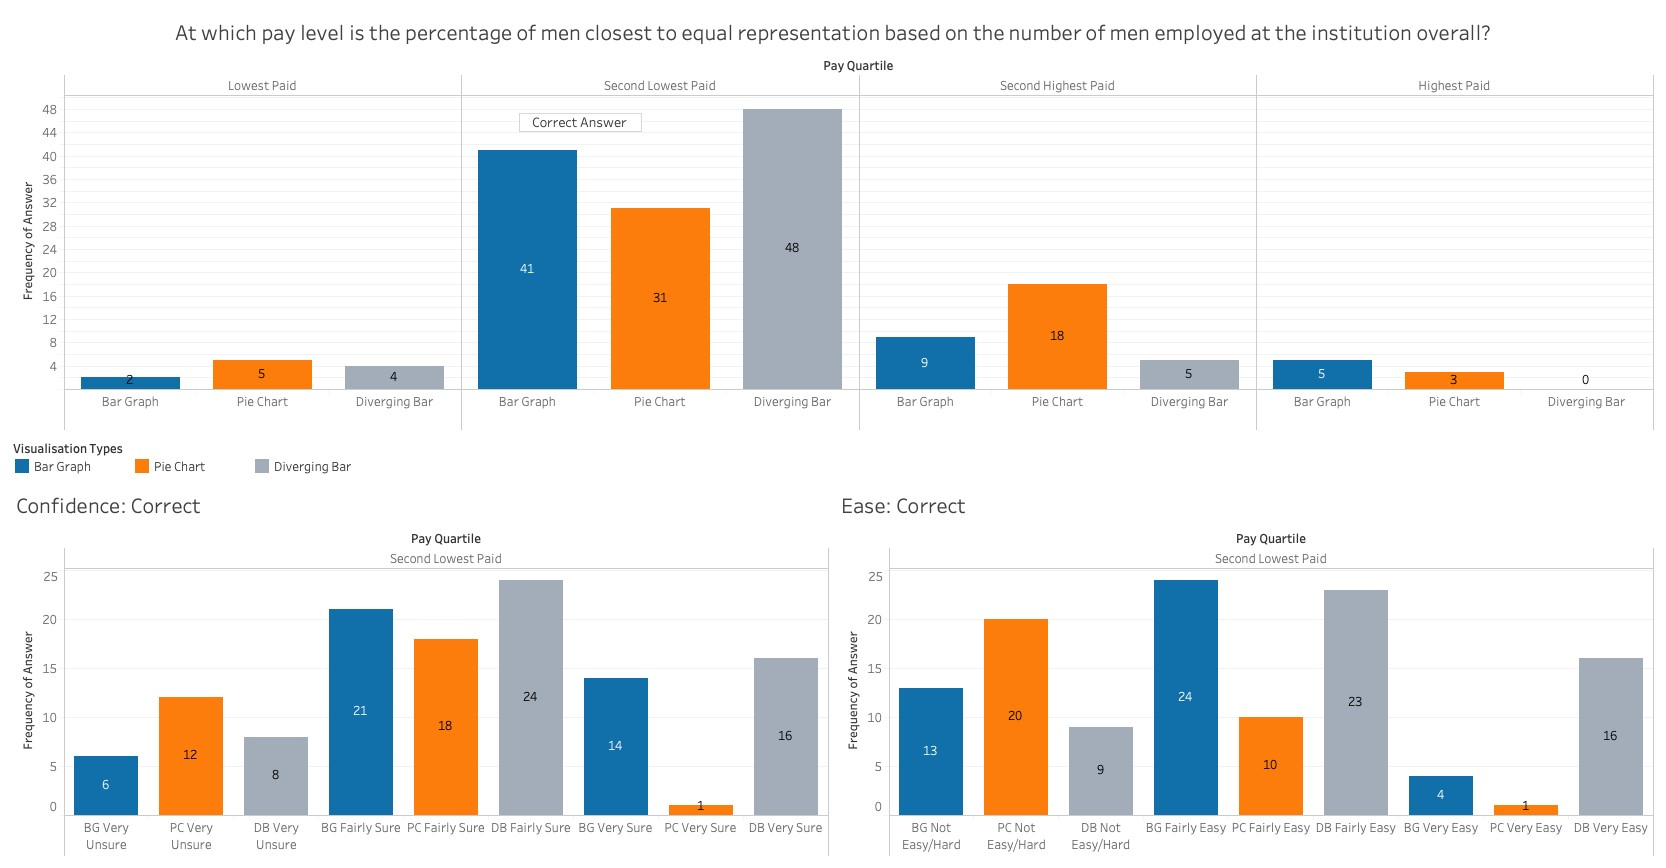 At which pay level is the percentage of men closest to equal representation based on the number of men employed at the institution overall?
Pay Quartile
Lowest Paid
Second Lowest Paid
Second Highest Paid
Highest Paid
Frequency of Answer
48
44
40
36
32
28
24
20
16
12
8
4
Correct Answer
2
5
4
41
31
48
9
18
5
5
3
0
Bar Graph
Pie Chart
Diverging Bar
Bar Graph
Pie Chart
Diverging Bar
Bar Graph
Pie Chart
Diverging Bar
Bar Graph
Pie Chart
Diverging Bar
Visualisation Types
Bar Graph
Pie Chart
Diverging Bar
Confidence: Correct
Pay Quartile
Second Lowest Paid
Frequency of Answer
25
20
15
10
5
0
6
12
8
21
18
24
14
1
16
BG Very
Unsure
PC Very
Unsure
DB Very
Unsure
BG Fairly Sure
PC Fairly Sure
DB Fairly Sure
BG Very Sure
PC Very Sure
DB Very Sure
Ease: Correct
Pay Quartile
Second Lowest Paid
Frequency of Answer
25
20
15
10
5
0
13
20
9
24
10
23
4
1
16
BG Not
Easy/Hard
PC Not
Easy/Hard
DB Not
Easy/Hard
BG Fairly Easy
PC Fairly Easy
DB Fairly Easy
BG Very Easy
PC Very Easy
DB Very Easy